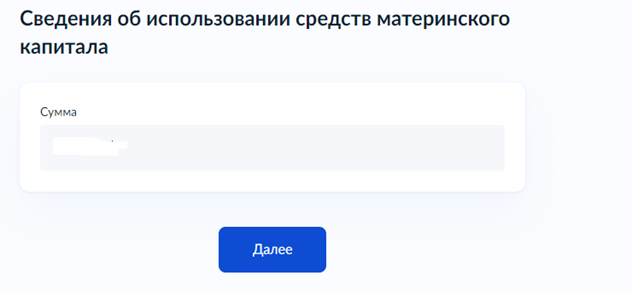 Сведения об использовании средств материнского
капитала
Сумма
Далее